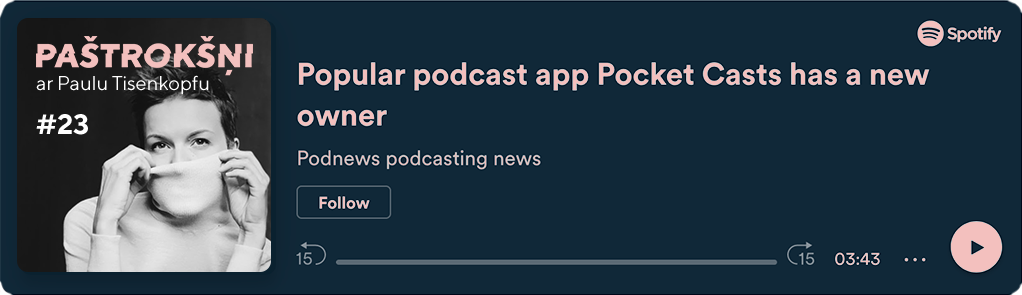 PAŠTROKŠŅI
ar Paulu Tisenkopfu
#23
Spotify
Popular podcast app Pocket Casts has a new
owner
Podnews podcasting news
Follow
15
15
03:43